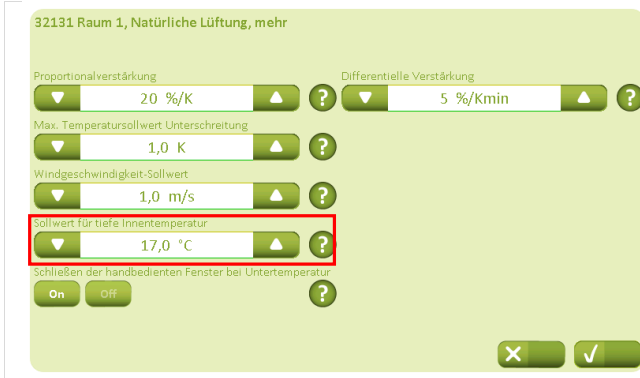 32131 Raum 1, Natürliche Lüftung, mehr
Proportionalverstärkung
20 %/K
?
Differentielle Verstärkung
5 %/Kmin
?
Max. Temperatursollwert Unterschreitung
1,0 K
?
Windgeschwindigkeit-Sollwert
1,0 m/s
?
Sollwert für tiefe Innentemperatur
17,0 °C
?
Schließen der handbedienten Fenster bei Untertemperatur
On Off
?